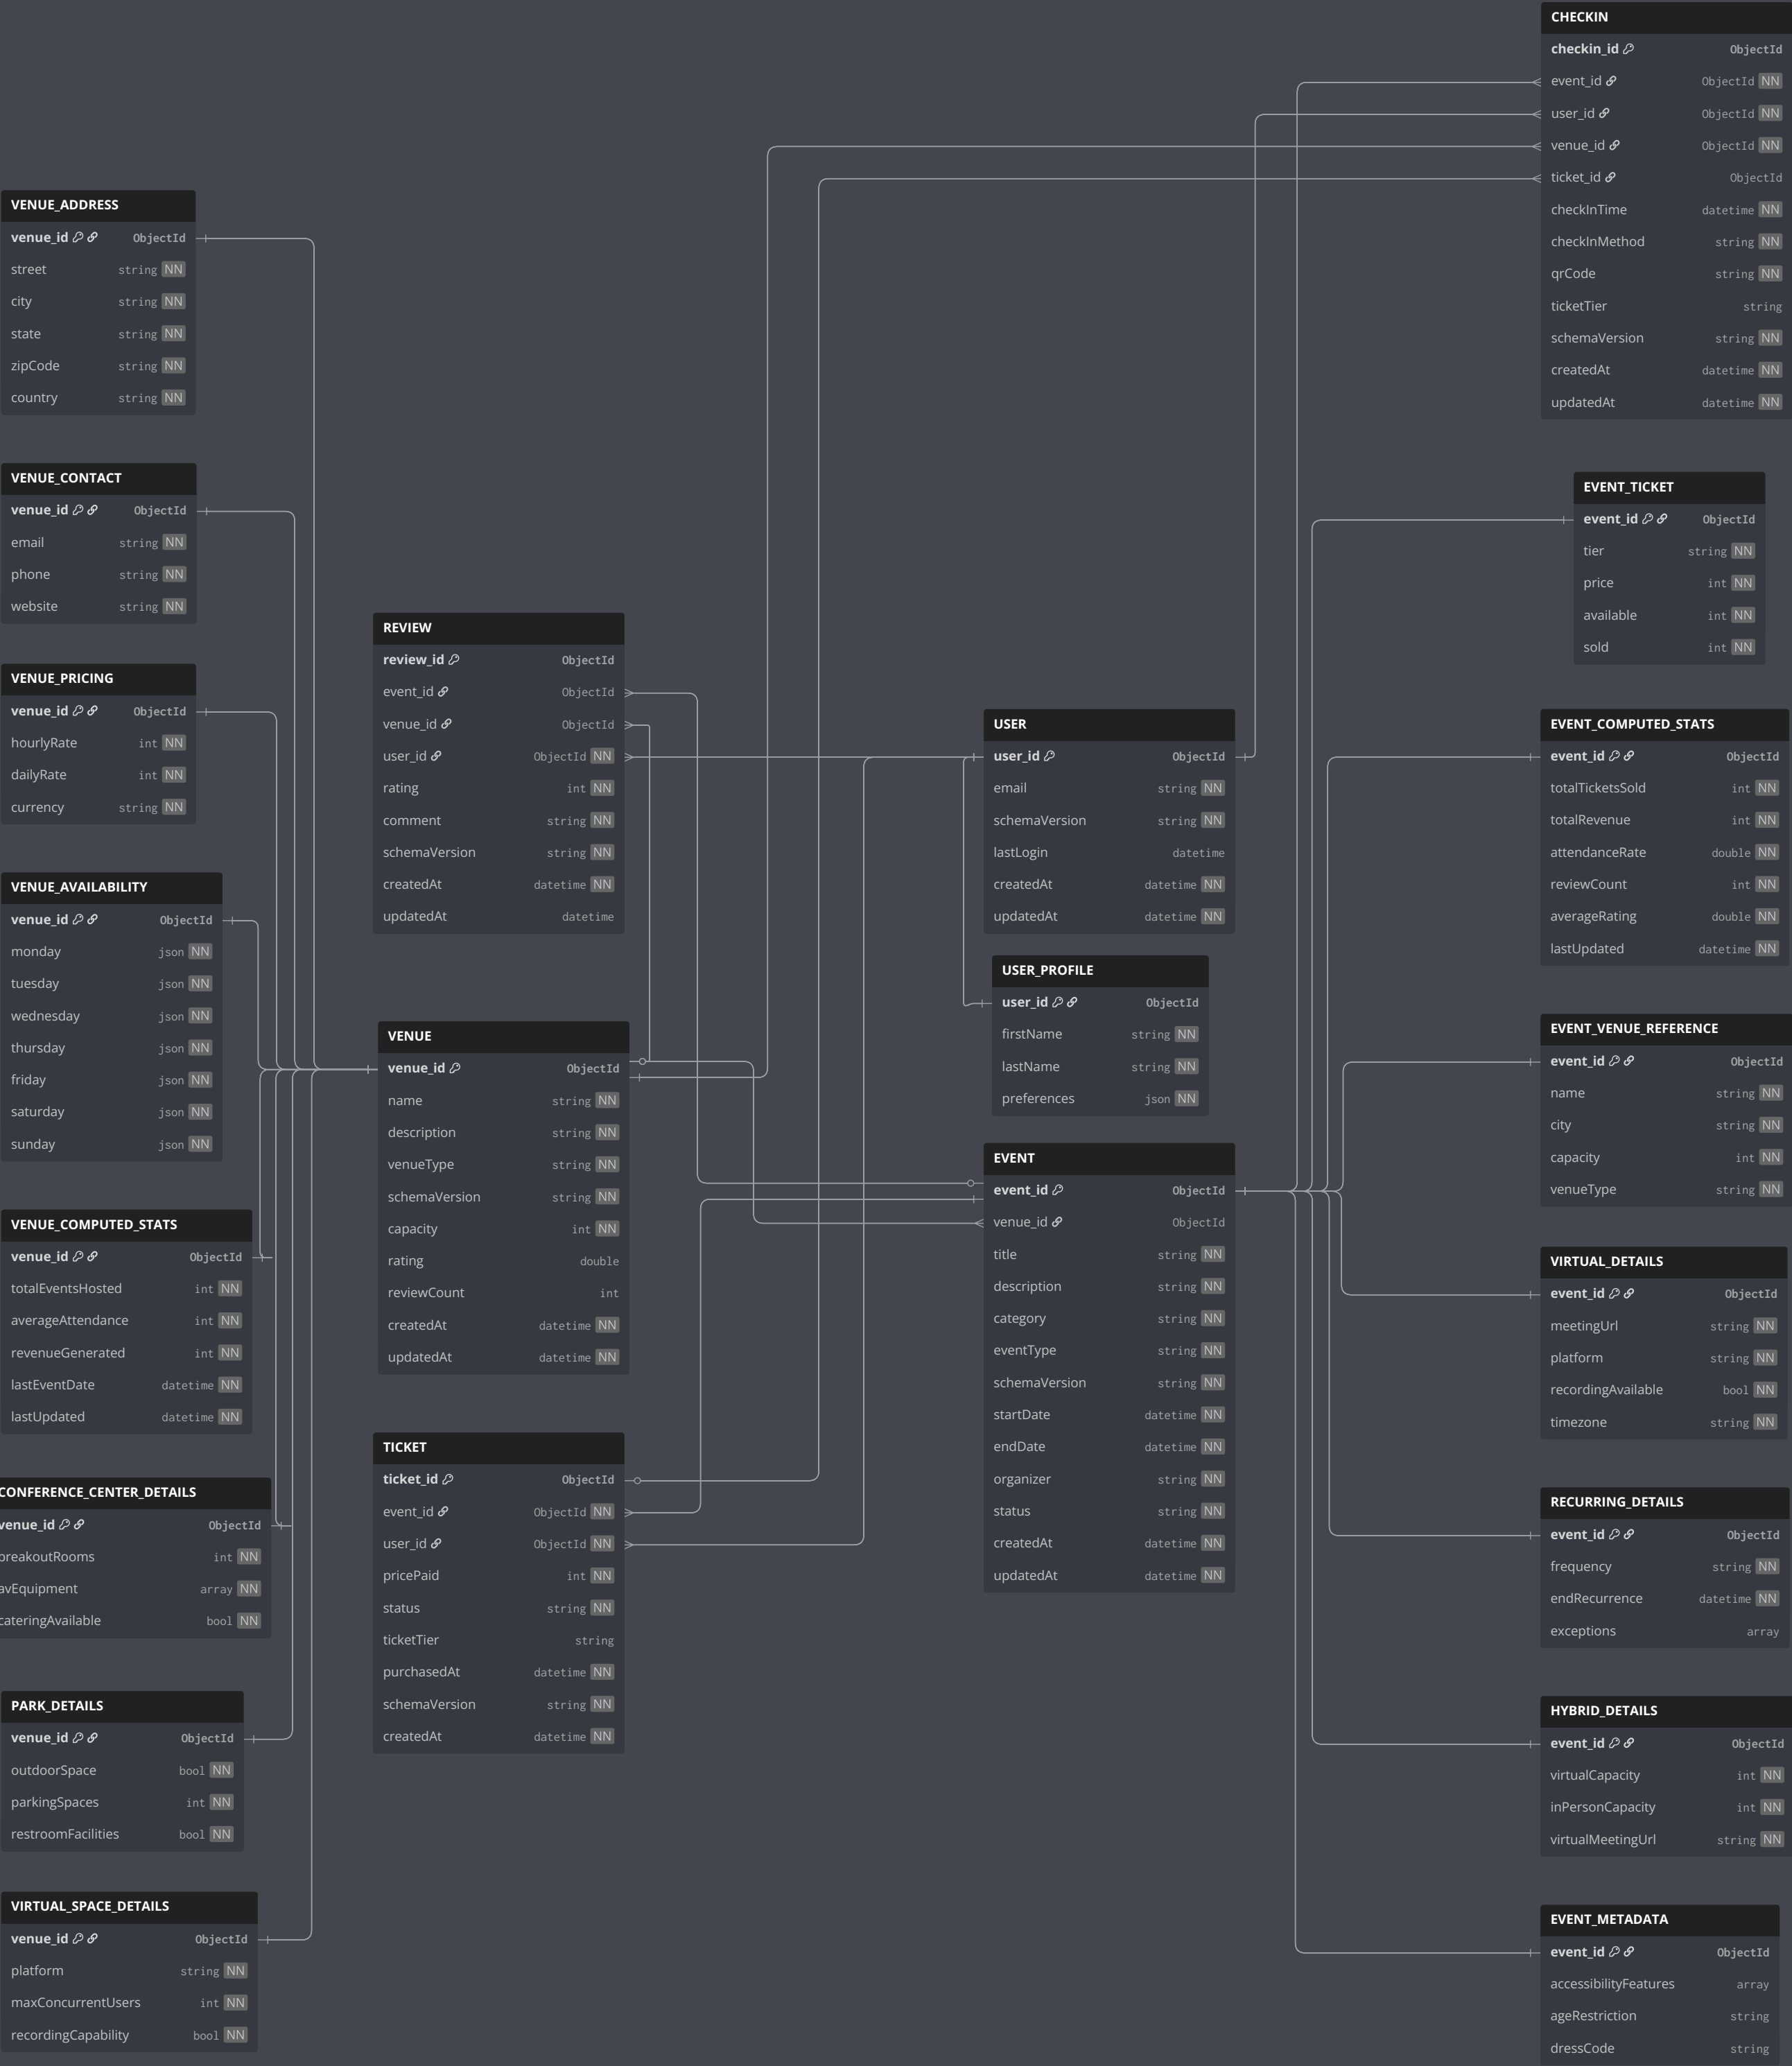 CHECKIN
checkin_id ObjectId
event_id ObjectId NN
user_id ObjectId NN
venue_id ObjectId NN
ticket_id ObjectId
checkInTime datetime NN
checkInMethod string NN
qrCode string NN
ticketTier string
schemaVersion string NN
createdAt datetime NN
updatedAt datetime NN
VENUE_ADDRESS
venue_id ObjectId
street string NN
city string NN
state string NN
zipCode string NN
country string NN
VENUE_CONTACT
venue_id ObjectId
email string NN
phone string NN
website string NN
VENUE_PRICING
venue_id ObjectId
hourlyRate int NN
dailyRate int NN
currency string NN
VENUE_AVAILABILITY
venue_id ObjectId
monday json NN
tuesday json NN
wednesday json NN
thursday json NN
friday json NN
saturday json NN
sunday json NN
VENUE_COMPUTED_STATS
venue_id ObjectId
totalEventsHosted int NN
averageAttendance int NN
revenueGenerated int NN
lastEventDate datetime NN
lastUpdated datetime NN
CONFERENCE_CENTER_DETAILS
venue_id ObjectId
breakoutRooms int NN
avEquipment array NN
cateringAvailable bool NN
PARK_DETAILS
venue_id ObjectId
outdoorSpace bool NN
parkingSpaces int NN
restroomFacilities bool NN
VIRTUAL_SPACE_DETAILS
venue_id ObjectId
platform string NN
maxConcurrentUsers int NN
recordingCapability bool NN
REVIEW
review_id ObjectId
event_id ObjectId
venue_id ObjectId
user_id ObjectId NN
rating int NN
comment string NN
schemaVersion string NN
createdAt datetime NN
updatedAt datetime
VENUE
venue_id ObjectId
name string NN
description string NN
venueType string NN
schemaVersion string NN
capacity int NN
rating double
reviewCount int
createdAt datetime NN
updatedAt datetime NN
TICKET
ticket_id ObjectId
event_id ObjectId NN
user_id ObjectId NN
pricePaid int NN
status string NN
ticketTier string
purchasedAt datetime NN
schemaVersion string NN
createdAt datetime NN
USER
user_id ObjectId
email string NN
schemaVersion string NN
lastLogin datetime
createdAt datetime NN
updatedAt datetime NN
USER_PROFILE
user_id ObjectId
firstName string NN
lastName string NN
preferences json NN
EVENT
event_id ObjectId
venue_id ObjectId
title string NN
description string NN
category string NN
eventType string NN
schemaVersion string NN
startDate datetime NN
endDate datetime NN
organizer string NN
status string NN
createdAt datetime NN
updatedAt datetime NN
EVENT_TICKET
event_id ObjectId
tier string NN
price int NN
available int NN
sold int NN
EVENT_COMPUTED_STATS
event_id ObjectId
totalTicketsSold int NN
totalRevenue int NN
attendanceRate double NN
reviewCount int NN
averageRating double NN
lastUpdated datetime NN
EVENT_VENUE_REFERENCE
event_id ObjectId
name string NN
city string NN
capacity int NN
venueType string NN
VIRTUAL_DETAILS
event_id ObjectId
meetingUrl string NN
platform string NN
recordingAvailable bool NN
timezone string NN
RECURRING_DETAILS
event_id ObjectId
frequency string NN
endRecurrence datetime NN
exceptions array
HYBRID_DETAILS
event_id ObjectId
virtualCapacity int NN
inPersonCapacity int NN
virtualMeetingUrl string NN
EVENT_METADATA
event_id ObjectId
accessibilityFeatures array
ageRestriction string
dressCode string